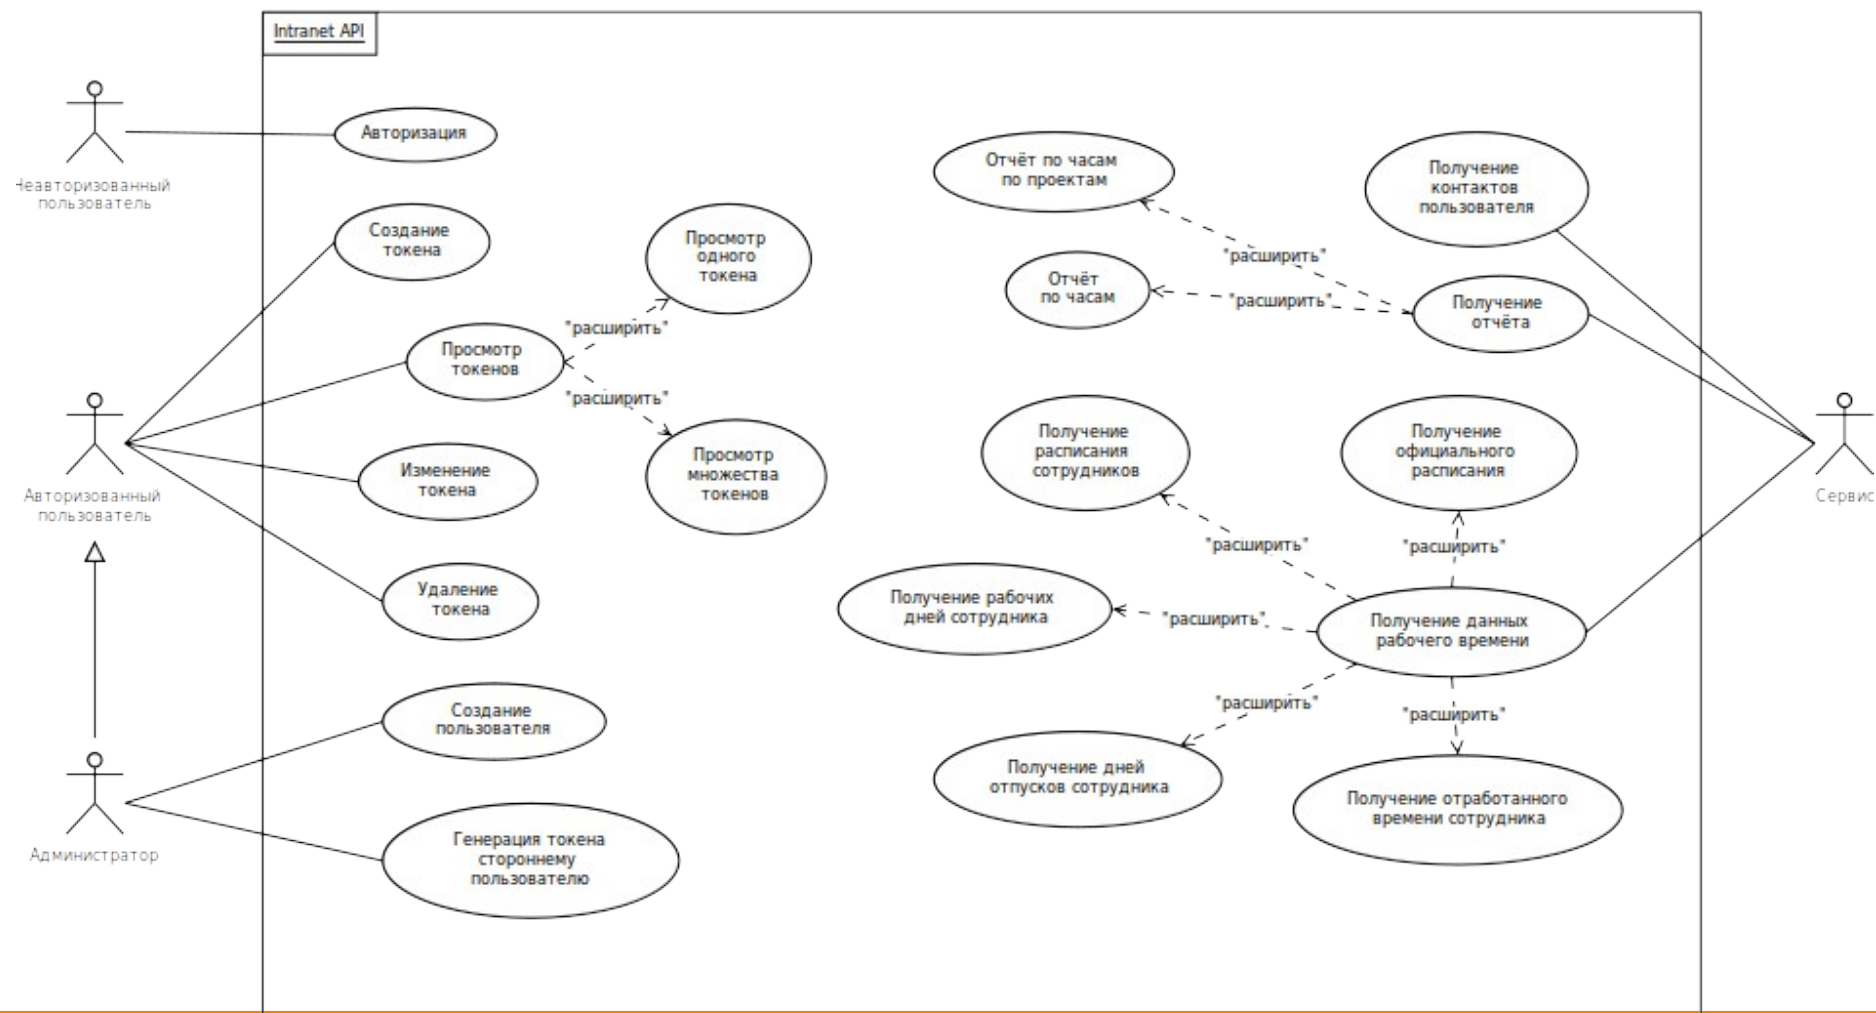 Intranet API
Неавторизованный
пользователь
Авторизация
Создание
токена
Просмотр
одного
токена
"расширить"
Просмотр
токенов
"расширить"
Просмотр
множества
токенов
Авторизованный
пользователь
Изменение
токена
Удаление
токена
Создание
пользователя
Администратор
Генерация токена
стороннему
пользователю
Отчёт по часам
по проектам
Получение
контактов
пользователя
"расширить"
Отчёт
по часам
"расширить"
Получение
отчёта
Получение
расписания
сотрудников
Получение
официального
расписания
Сервис
"расширить"
"расширить"
Получение рабочих
дней сотрудника
"расширить"
Получение данных
рабочего времени
"расширить"
"расширить"
Получение дней
отпусков сотрудника
Получение отработанного
времени сотрудника